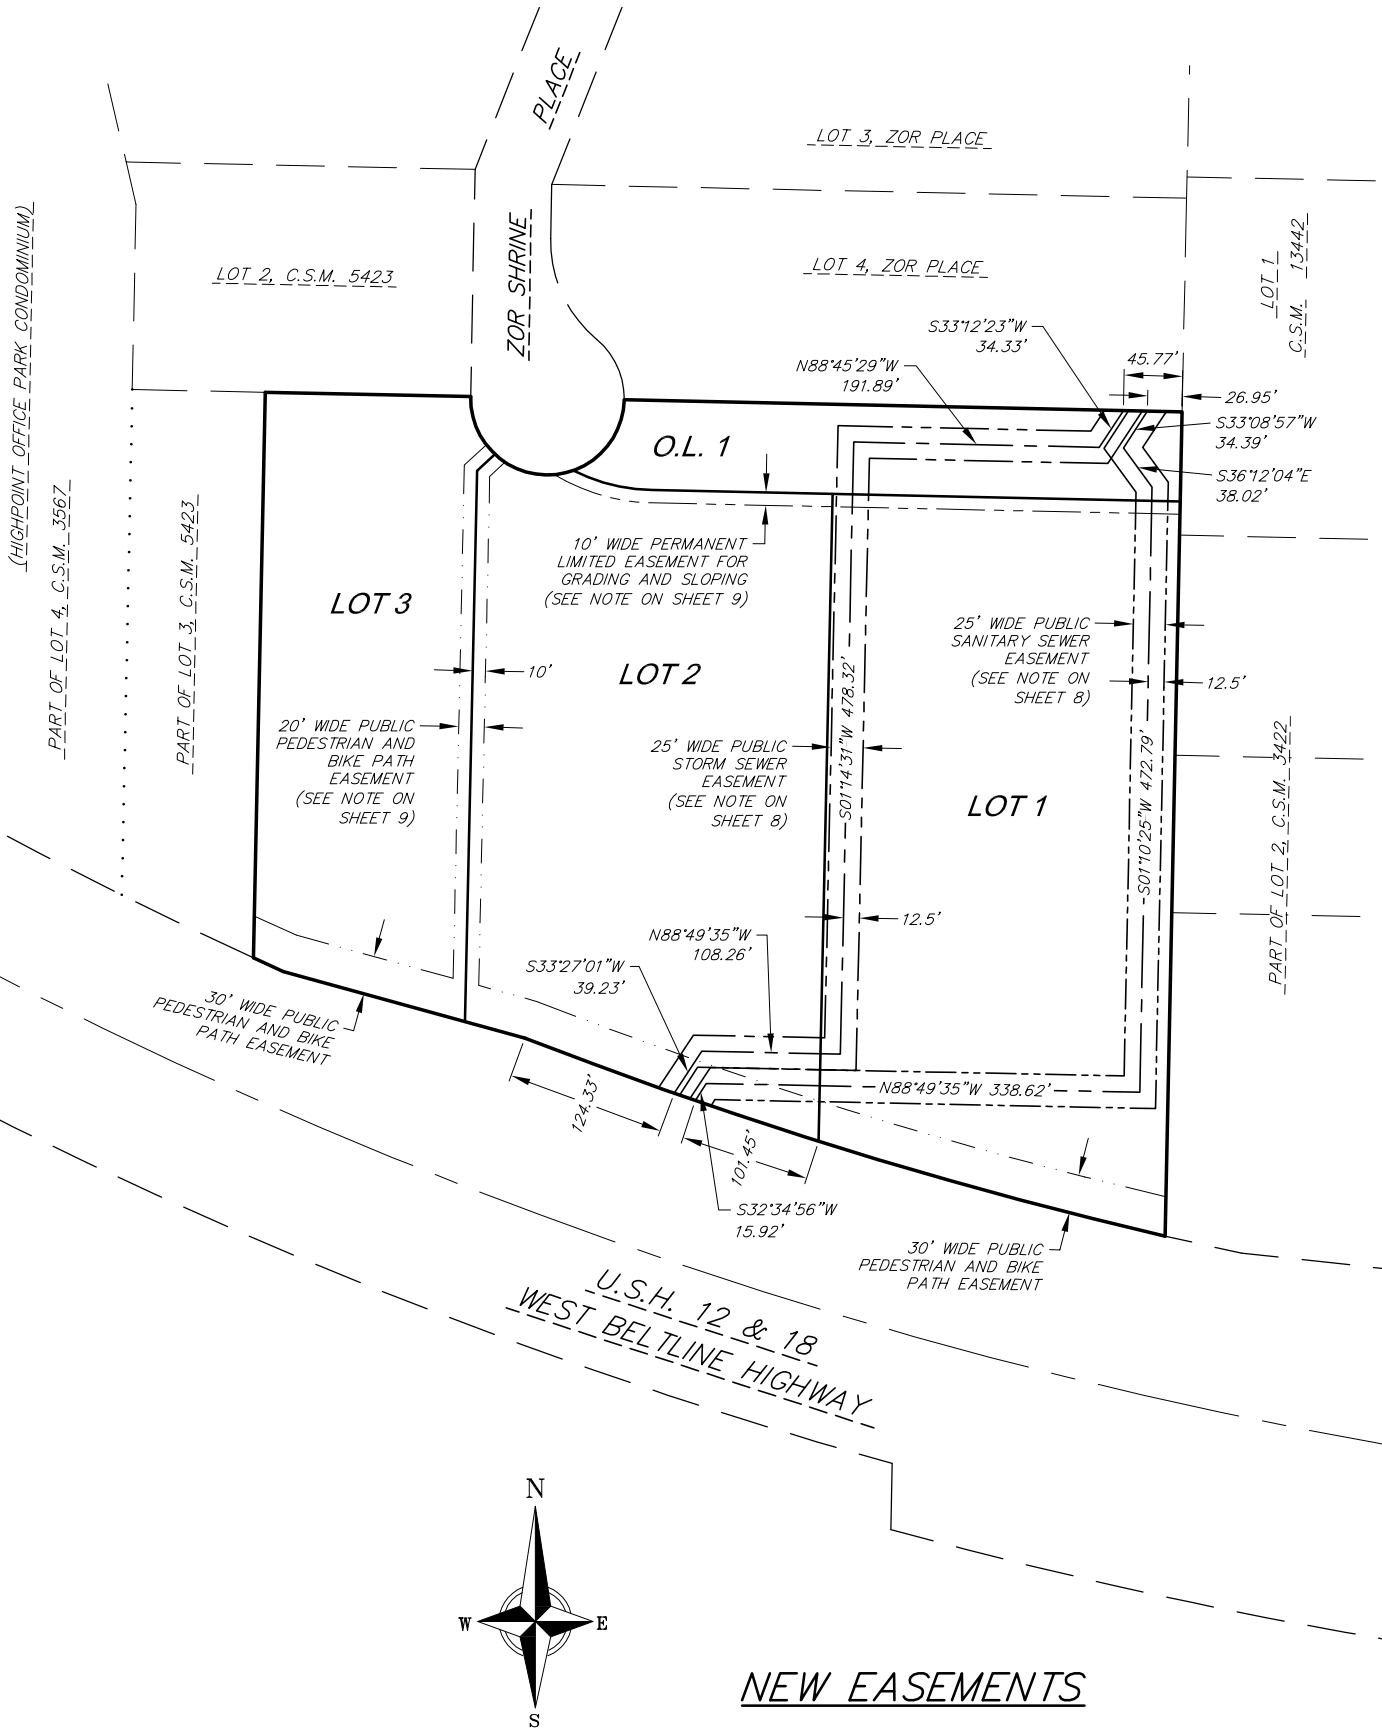 PLACE
LOT 3, ZOR PLACE
(HIGHPOINT OFFICE PARK CONDOMINIUM)
PART OF LOT 4, C.S.M. 3567
PART OF LOT 3, C.S.M. 5423
LOT 2, C.S.M. 5423
ZOR SHRINE
LOT 4, ZOR PLACE
LOT 1
C.S.M. 13442
S33°12'23"W
34.33'
N88°45'29"W
191.89'
45.77'
26.95'
S33°08'57"W
34.39'
S36°12'04"E
38.02'
O.L. 1
10' WIDE PERMANENT
LIMITED EASEMENT FOR
GRADING AND SLOPING
(SEE NOTE ON SHEET 9)
LOT 3
LOT 2
LOT 1
10'
20' WIDE PUBLIC
PEDESTRIAN AND
BIKE PATH
EASEMENT
(SEE NOTE ON
SHEET 9)
25' WIDE PUBLIC
STORM SEWER
EASEMENT
(SEE NOTE ON
SHEET 8)
S01°14'31"W 478.32'
25' WIDE PUBLIC
SANITARY SEWER
EASEMENT
(SEE NOTE ON
SHEET 8)
12.5'
S01°10'25"W 472.79'
PART OF LOT 2, C.S.M. 3422
12.5'
N88°49'35"W
108.26'
S33°27'01"W
39.23'
30' WIDE PUBLIC
PEDESTRIAN AND BIKE
PATH EASEMENT
N88°49'35"W 338.62'
124.33'
101.45'
S32°34'56"W
15.92'
30' WIDE PUBLIC
PEDESTRIAN AND BIKE
PATH EASEMENT
U.S.H. 12 & 18
WEST BELTLINE HIGHWAY
N
W
E
S
NEW EASEMENTS